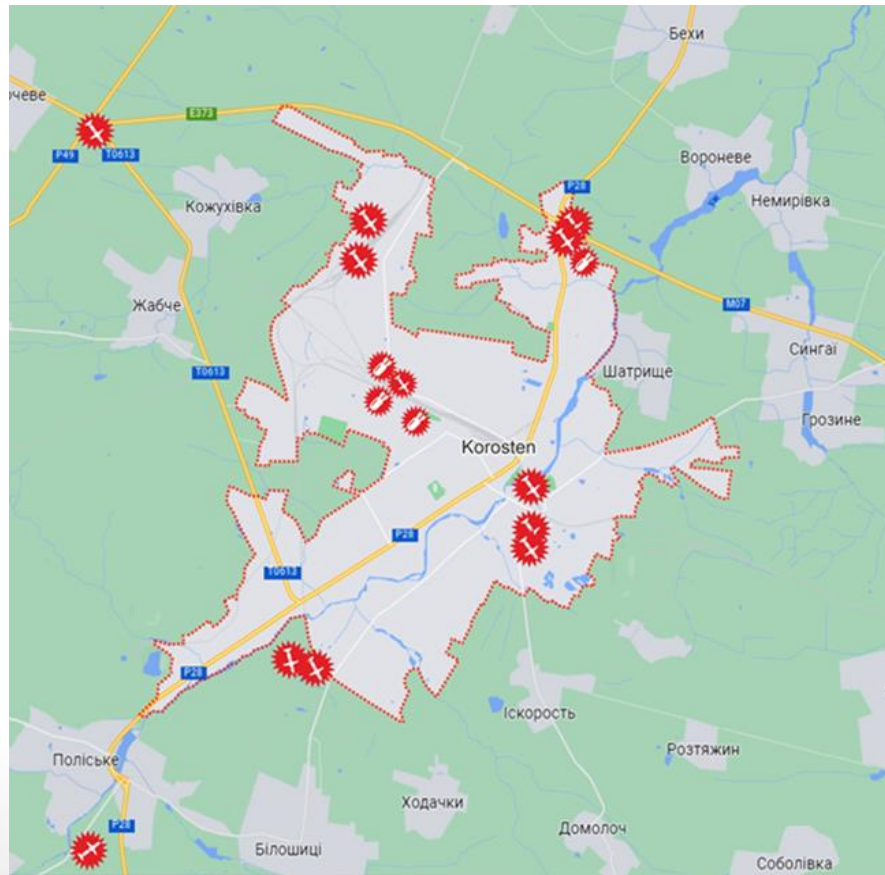 Бехи
очеве
E373
P49
T0613
Вороневе
P28
Кожухівка
Немирівка
Жабче
M07
Сингаї
T0613
Шатрище
Грозине
Korosten
P28
T0613
P28
Іскорость
Розтяжин
Поліське
Ходачки
P28
Домолоч
Білошиці
Соболівка